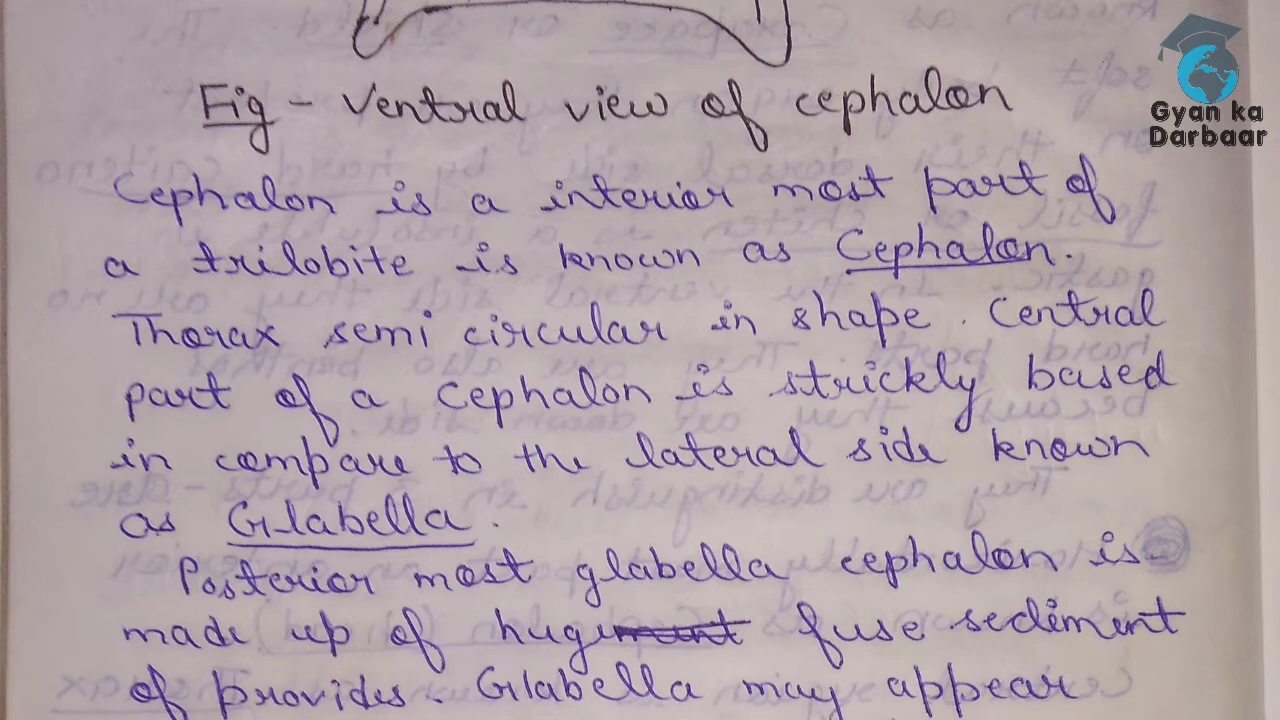 Fig - Ventral view of cephalon
Gyan ka
Darbaar
Cephalon is a interior most part of
a trilobite is known as Cephalon.
Thorax semi circular in shape. Central
part of a cephalon is strickly based
in compare to the lateral side known
as Glabella.
Posterior most glabella cephalon is
made up of huge fuse sediment
of provides. Glabella may appear